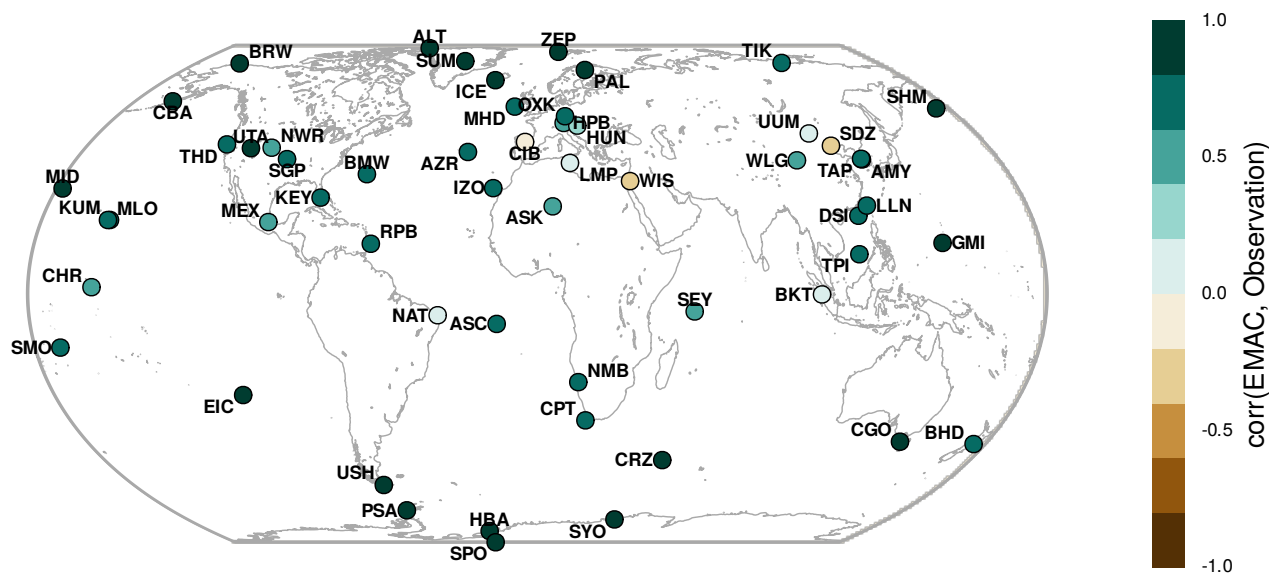 ALT
ZEP
BRW
SUM
TIK
ICE
PAL
CBA
SHM
MHD
OXK
HPB
UUM
SDZ
UTA
NWR
HUN
THD
CIB
SGP
BMW
AZR
LMP
WLG
TAP
AMY
MID
KEY
IZO
WIS
KUM
MLO
MEX
ASK
DSI
LLN
RPB
GMI
TPI
CHR
SEY
BKT
NAT
ASC
SMO
NMB
EIC
CPT
CGO
BHD
CRZ
USH
PSA
HBA
SYO
SPO
1.0
0.5
0.0
-0.5
-1.0
corr(EMAC, Observation)